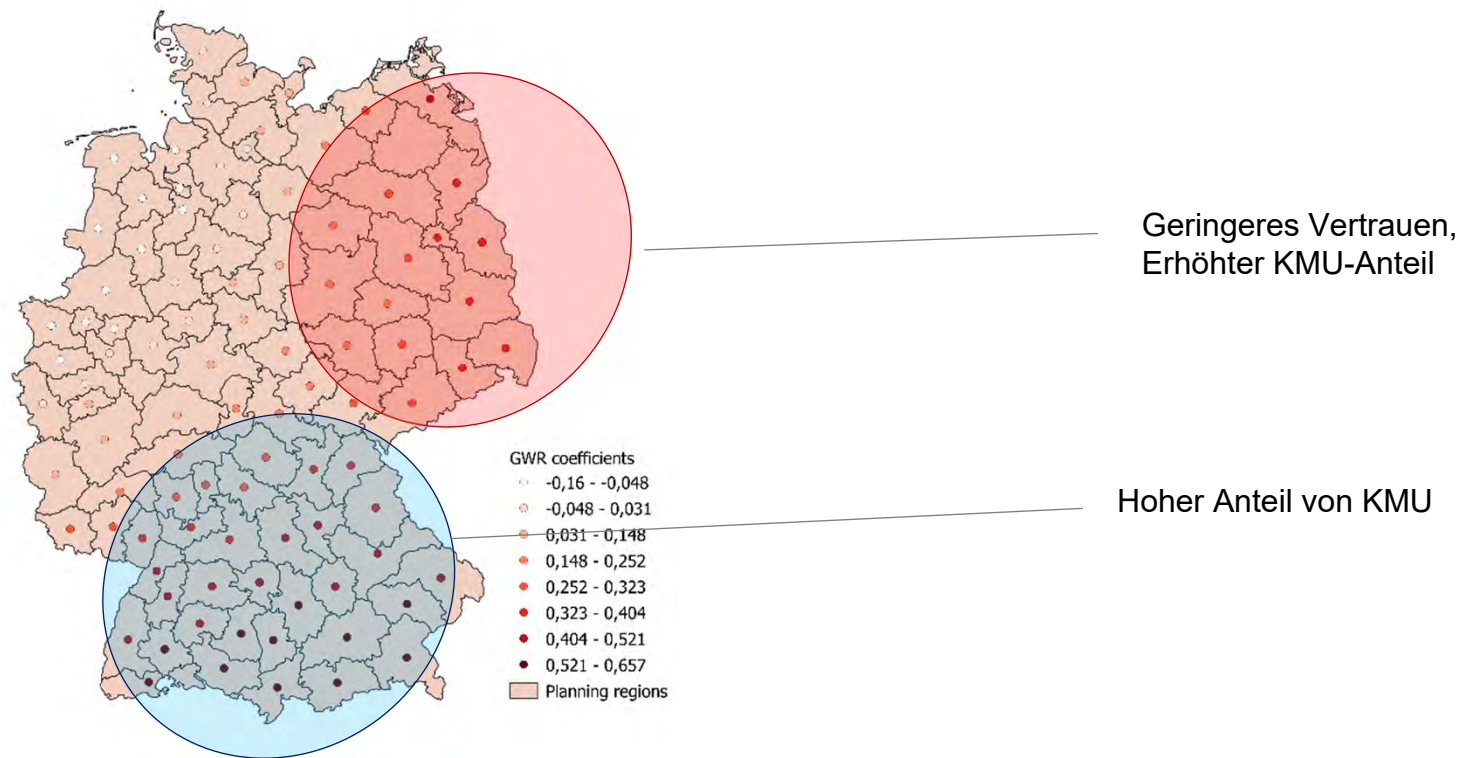 Geringeres Vertrauen,
Erhöhter KMU-Anteil
GWR coefficients
-0,16 - -0,048
-0,048 - 0,031
0,031 - 0,148
0,148 - 0,252
0,252 - 0,323
0,323 - 0,404
0,404 - 0,521
0,521 - 0,657
Planning regions
Hoher Anteil von KMU